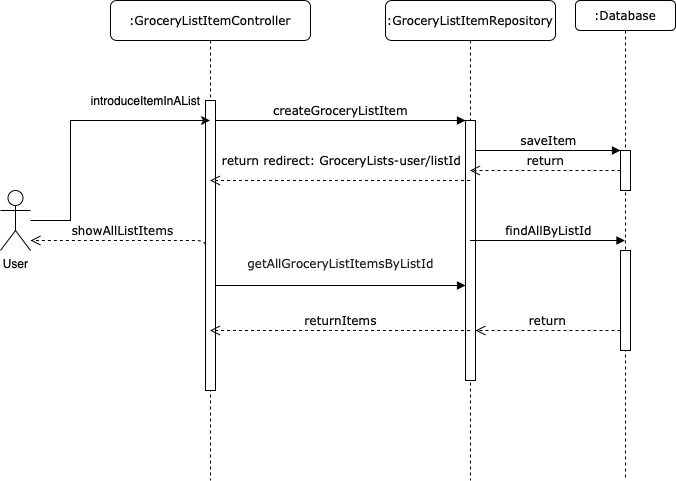 :GroceryListItemController
:GroceryListItemRepository
:Database
introduceItemInAList
createGroceryListItem
saveItem
return redirect: GroceryLists-user/listId
return
showAllListItems
findAllByListId
User
getAllGroceryListItemsByListId
returnItems
return